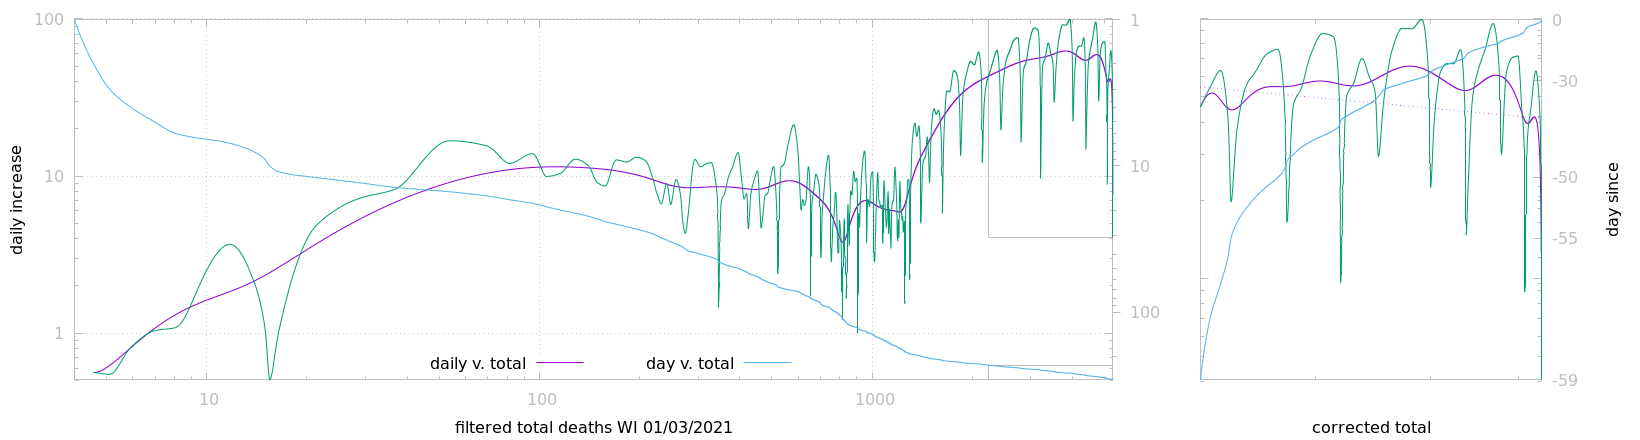 100
10
1
daily increase
daily v. total
day v. total
10
100
1000
filtered total deaths WI 01/03/2021
1
10
100
0
-30
-50
-55
-59
day since
corrected total